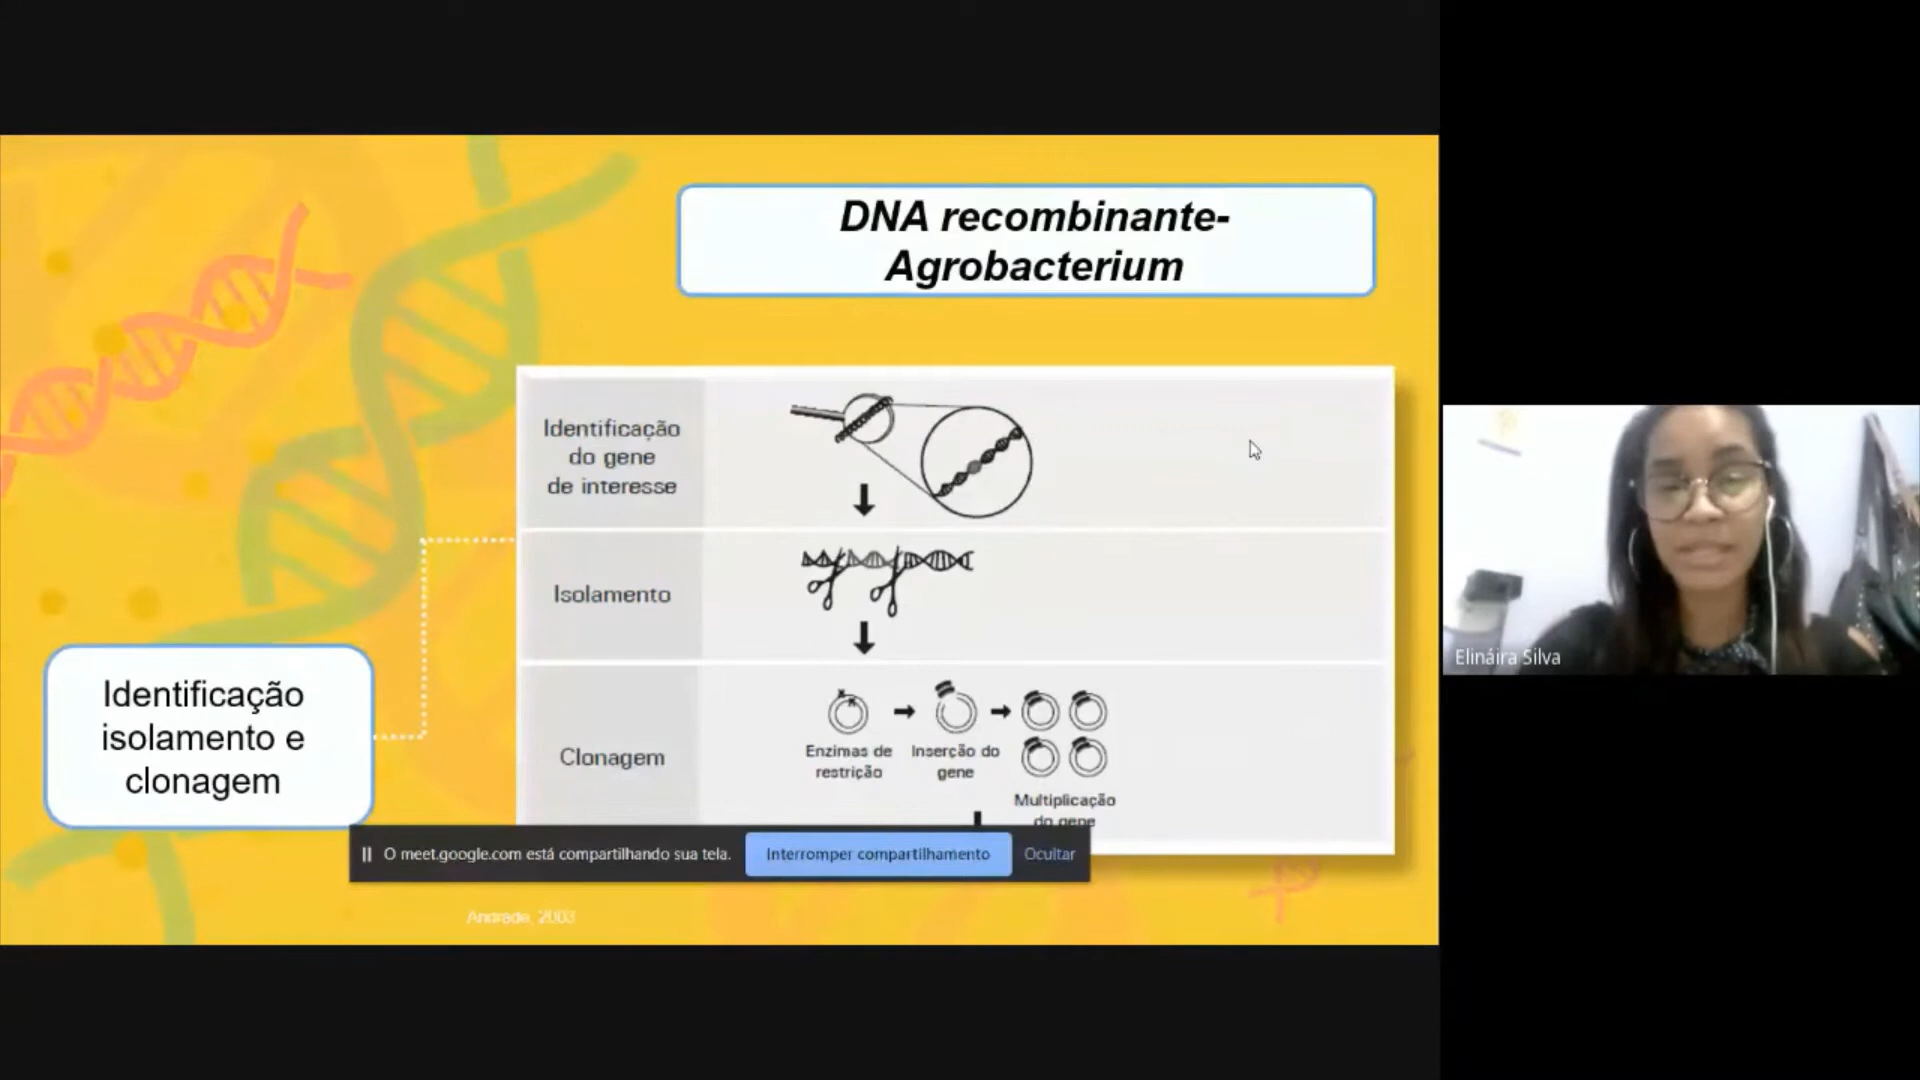 DNA recombinante-
Agrobacterium
Identificação
do gene
de interesse
Isolamento
Clonagem
Enzimas de
restrição
Inserção do
gene
Multiplicação
do gene
Identificação
isolamento e
clonagem
O meet.google.com está compartilhando sua tela.
Interromper compartilhamento
Ocultar
Andrade, 2003
Elináira Silva